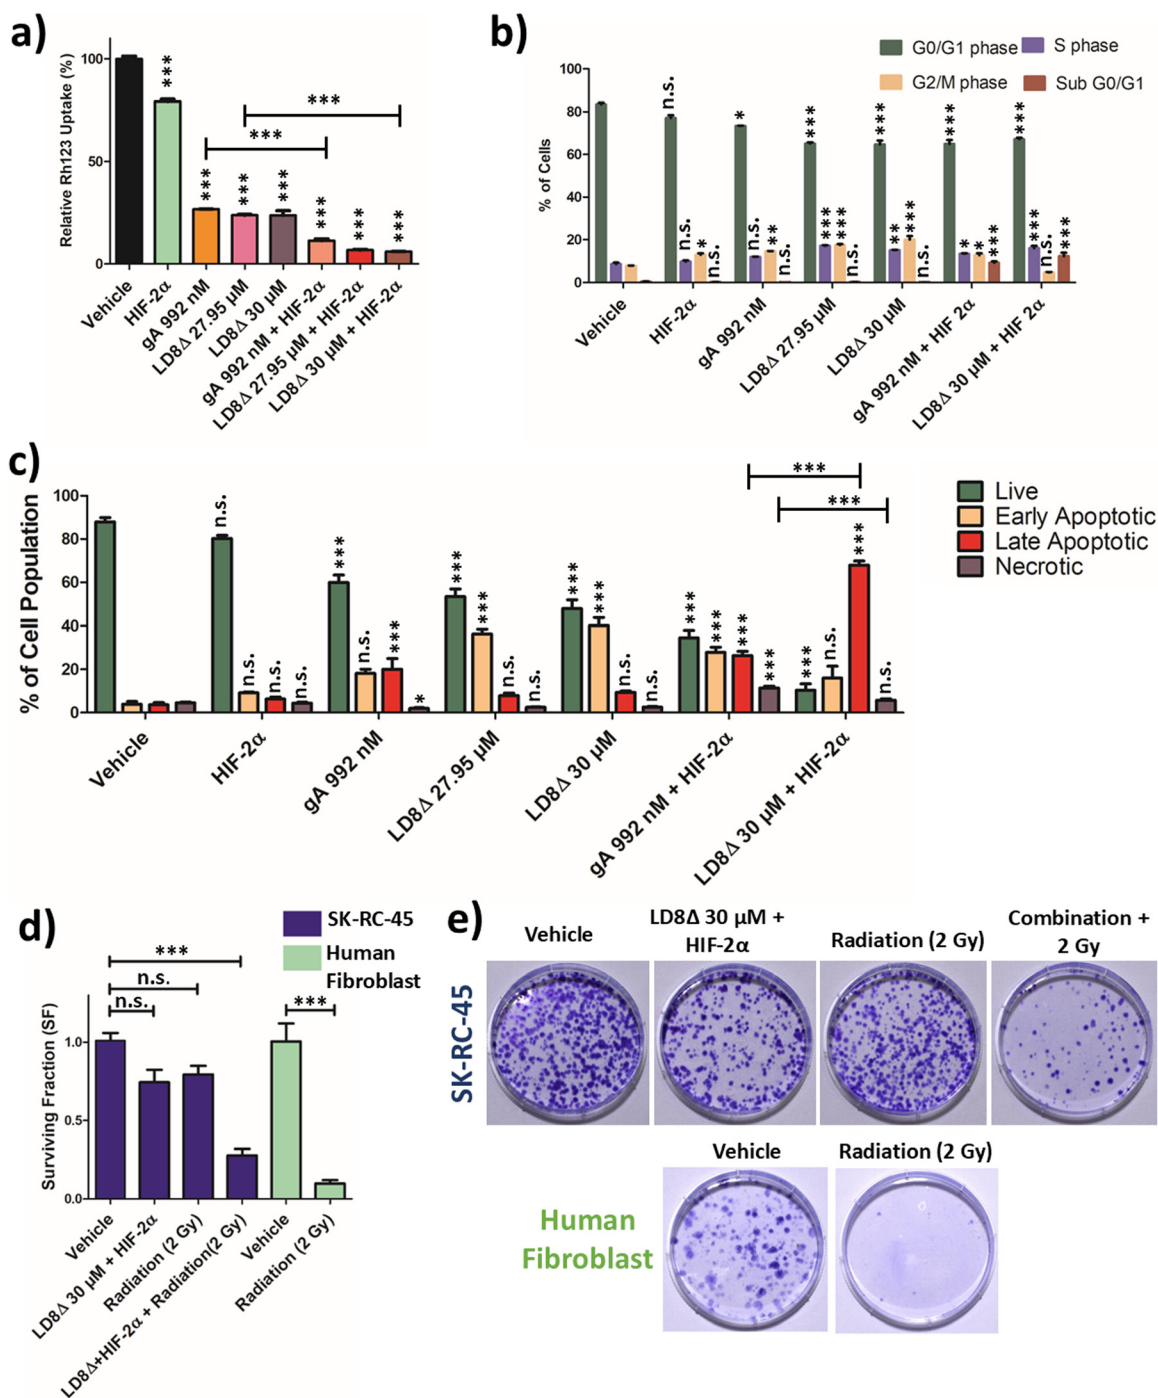 a)
Relative Rh123 Uptake (%)
100
50
0
***
***
***
***
***
***
***
***
***
Vehicle
HIF-2α
gA 992 nM
LD8Δ 27.95 µM
LD8Δ 30 µM
gA 992 nM + HIF-2α
LD8Δ 27.95 µM + HIF-2α
LD8Δ 30 µM + HIF-2α
b)
G0/G1 phase
S phase
G2/M phase
Sub G0/G1
% of Cells
100
80
60
40
20
0
n.s.
n.s.
**
n.s.
*
n.s.
**
n.s.
***
***
***
n.s.
***
**
***
n.s.
***
*
**
***
***
***
n.s.
****
Vehicle
HIF-2α
gA 992 nM
LD8Δ 27.95 µM
LD8Δ 30 µM
gA 992 nM + HIF 2α
LD8Δ 30 µM + HIF 2α
c)
% of Cell Population
100
80
60
40
20
0
***
***
Live
Early Apoptotic
Late Apoptotic
Necrotic
n.s.
n.s.
n.s.
n.s.
***
n.s.
***
*
***
***
n.s.
n.s.
***
***
n.s.
n.s.
***
***
***
***
***
n.s.
***
n.s.
Vehicle
HIF-2α
gA 992 nM
LD8Δ 27.95 µM
LD8Δ 30 µM
gA 992 nM + HIF-2α
LD8Δ 30 µM + HIF-2α
d)
SK-RC-45
Human
Fibroblast
***
n.s.
n.s.
***
Surviving Fraction (SF)
1.0
0.5
0.0
Vehicle
LD8Δ 30 µM + HIF-2α
Radiation (2 Gy)
LD8Δ+HIF-2α + Radiation(2 Gy)
Vehicle
Radiation (2 Gy)
e)
Vehicle
LD8Δ 30 µM +
HIF-2α
Radiation (2 Gy)
Combination +
2 Gy
SK-RC-45
Vehicle
Radiation (2 Gy)
Human
Fibroblast